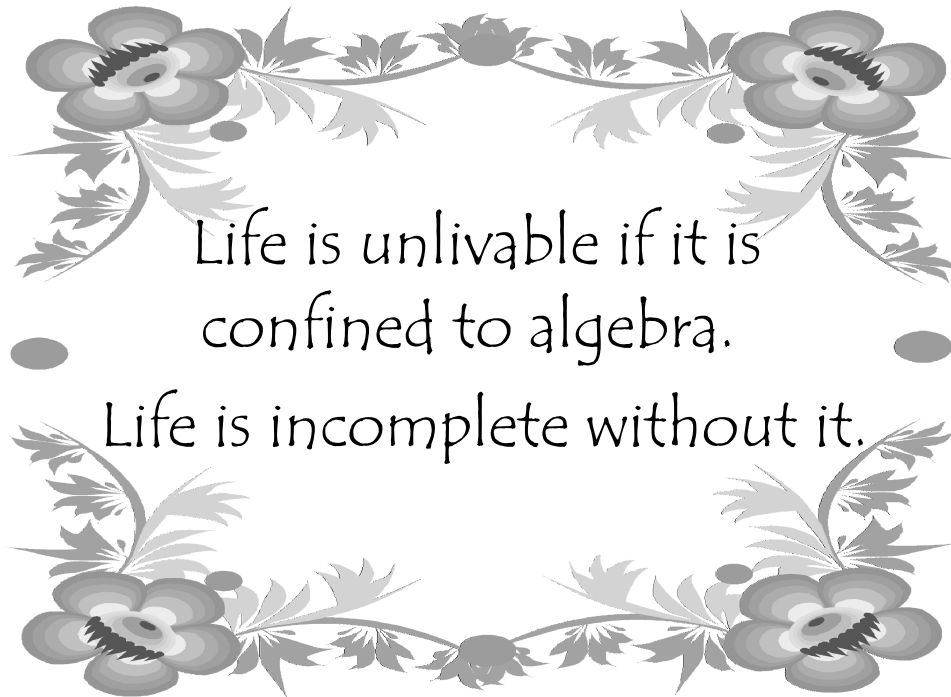 Life is unlivable if it is
confined to algebra.
Life is incomplete without it.